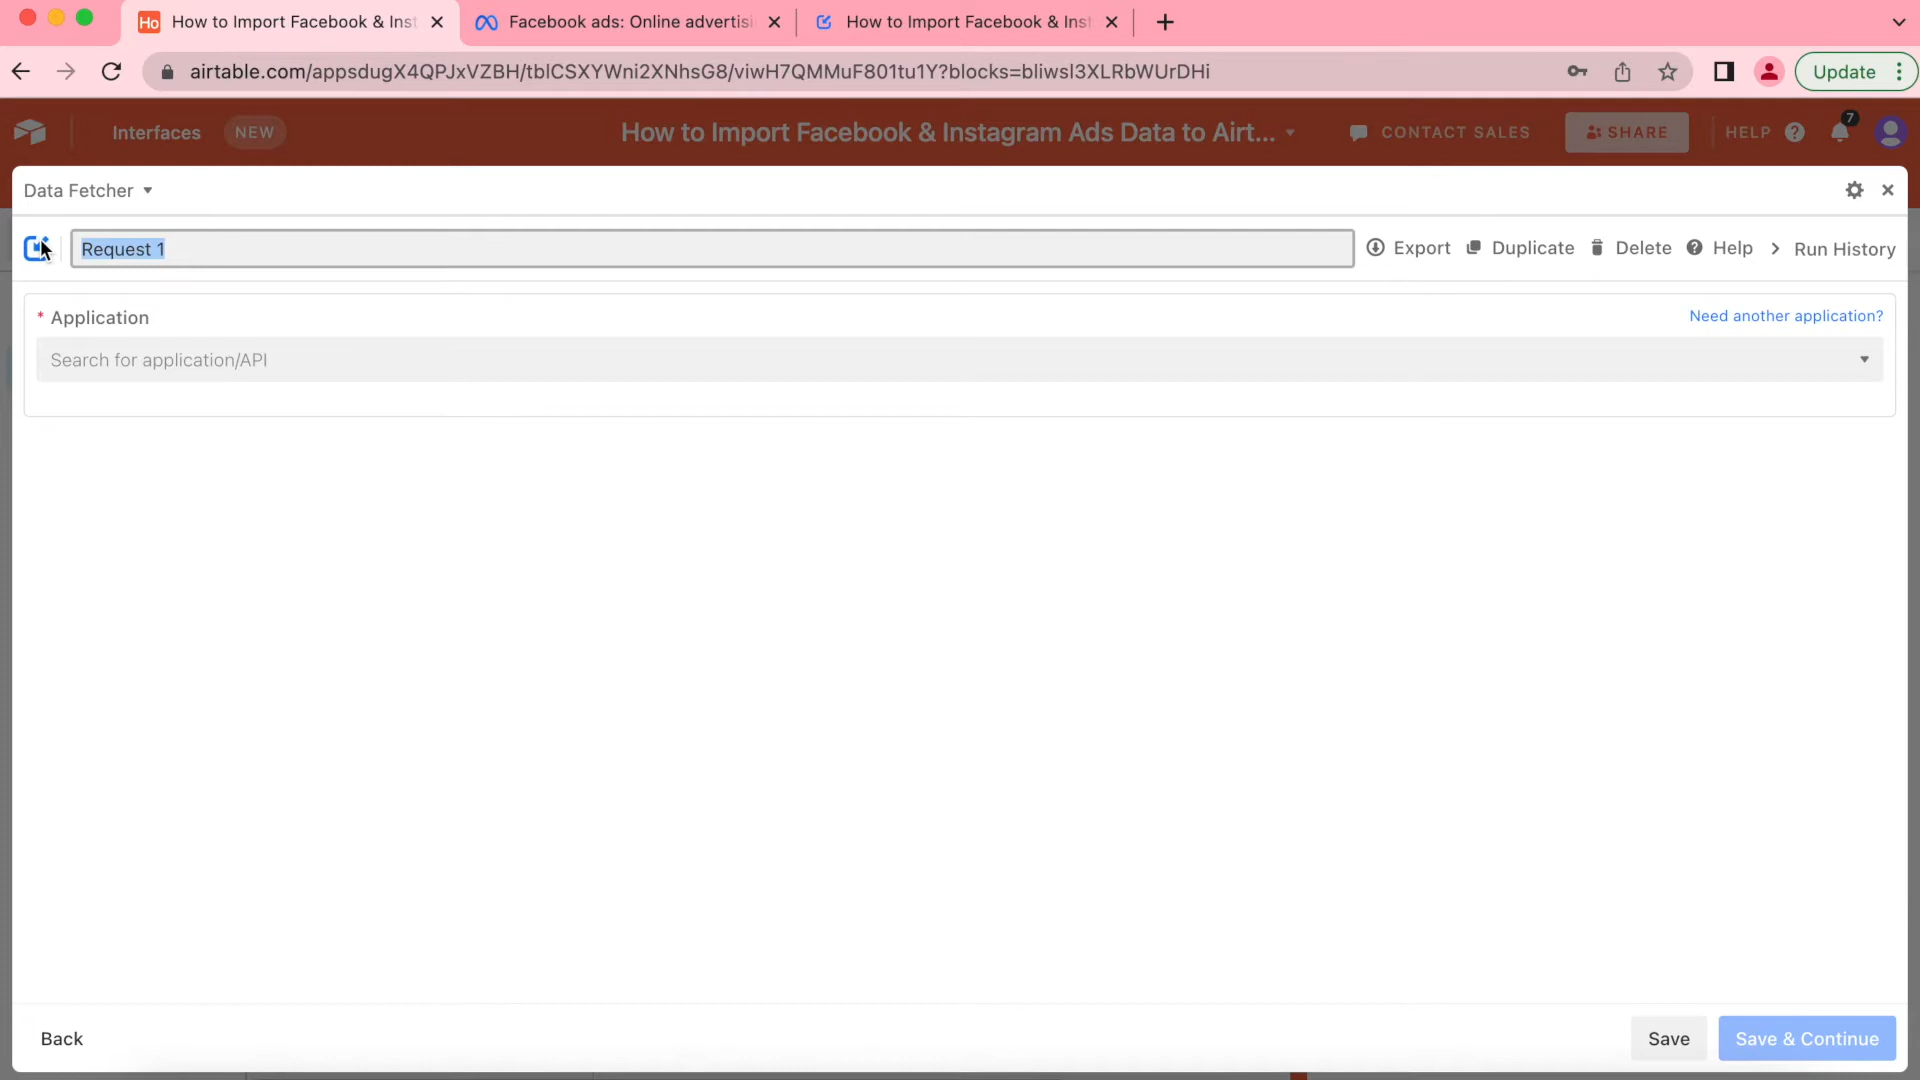 Ho How to Import Facebook & Inst
Facebook ads: Online advertisi
How to Import Facebook & Inst
airtable.com/appsdugX4QPJxVZBH/tblCSXYWni2XNhsG8/viwH7QMMuF801tu1Y?blocks=bliwsl3XLRbWUrDHi
Update
Interfaces NEW
How to Import Facebook & Instagram Ads Data to Airt...
CONTACT SALES
SHARE
HELP
7
Data Fetcher
Request 1
Export
Duplicate
Delete
Help
Run History
* Application
Need another application?
Search for application/API
Back
Save
Save & Continue